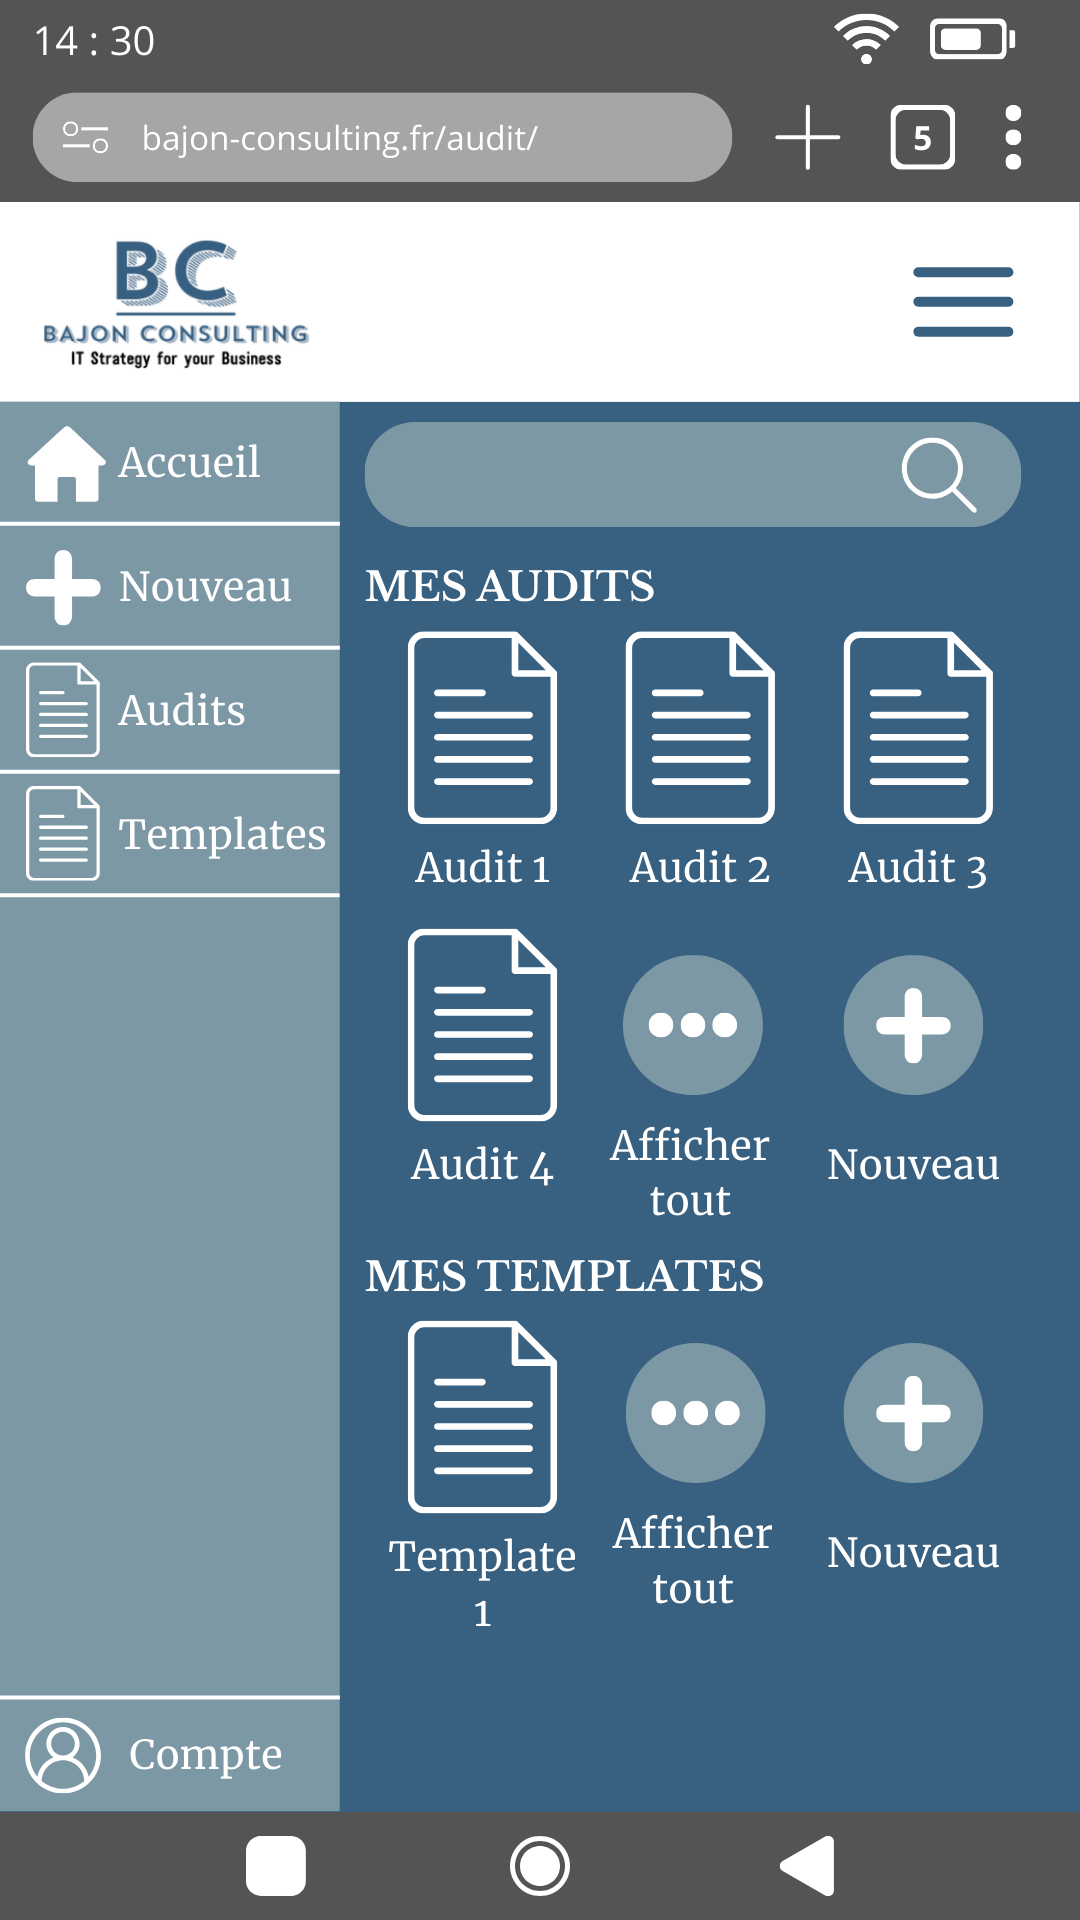 14 : 30
bajon-consulting.fr/audit/
5
BC
BAJON CONSULTING
IT Strategy for your Business
Accueil
Nouveau
Audits
Templates
Compte
MES AUDITS
Audit 1
Audit 2
Audit 3
Audit 4
Afficher
tout
Nouveau
MES TEMPLATES
Template
1
Afficher
tout
Nouveau